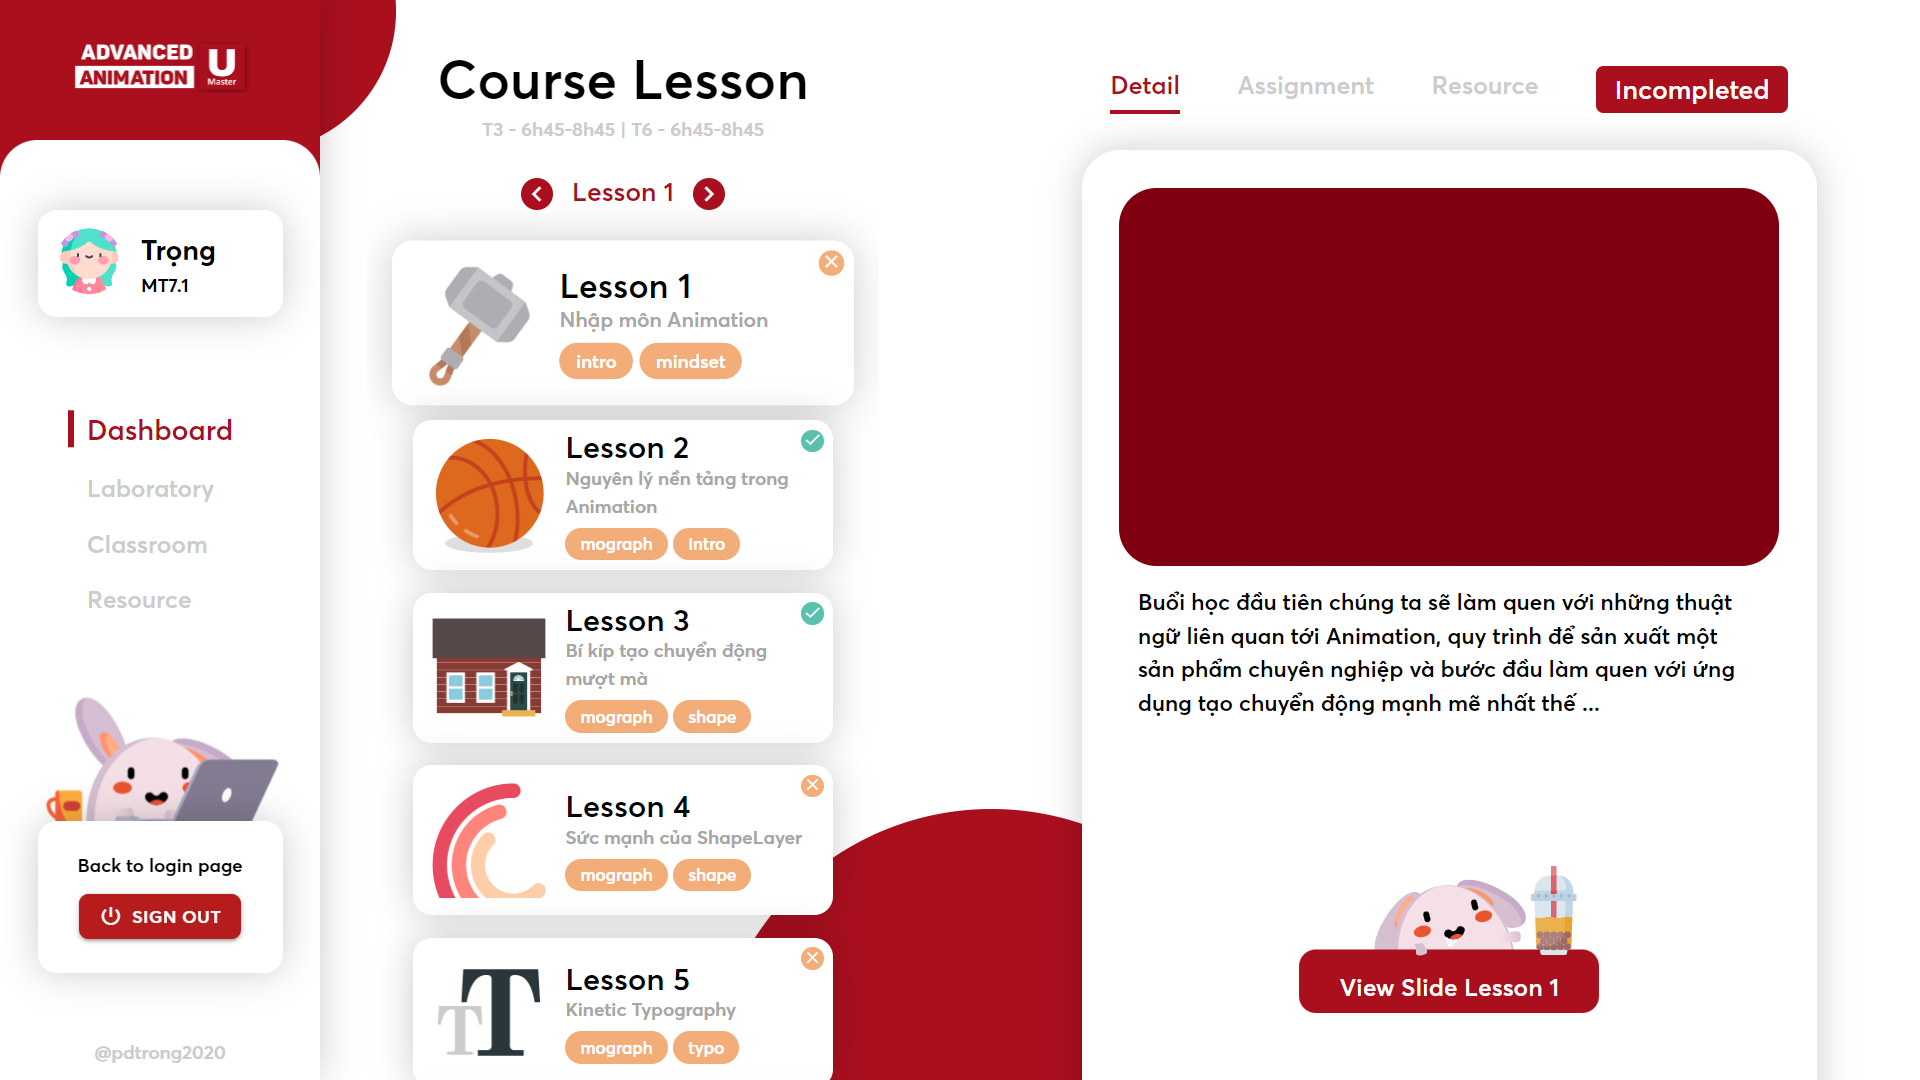 ADVANCED
ANIMATION
U
Master
Trọng
MT7.1
Dashboard
Laboratory
Classroom
Resource
Back to login page
SIGN OUT
@pdtrong2020
Course Lesson
T3 - 6h45-8h45 | T6 - 6h45-8h45
Lesson 1
Lesson 1
Nhập môn Animation
intro mindset
Lesson 2
Nguyên lý nền tảng trong
Animation
mograph intro
Lesson 3
Bí kíp tạo chuyển động
mượt mà
mograph shape
Lesson 4
Sức mạnh của ShapeLayer
mograph shape
T T
Lesson 5
Kinetic Typography
mograph typo
Detail Assignment Resource Incompleted
Buổi học đầu tiên chúng ta sẽ làm quen với những thuật
ngữ liên quan tới Animation, quy trình để sản xuất một
sản phẩm chuyên nghiệp và bước đầu làm quen với ứng
dụng tạo chuyển động mạnh mẽ nhất thế ...
View Slide Lesson 1